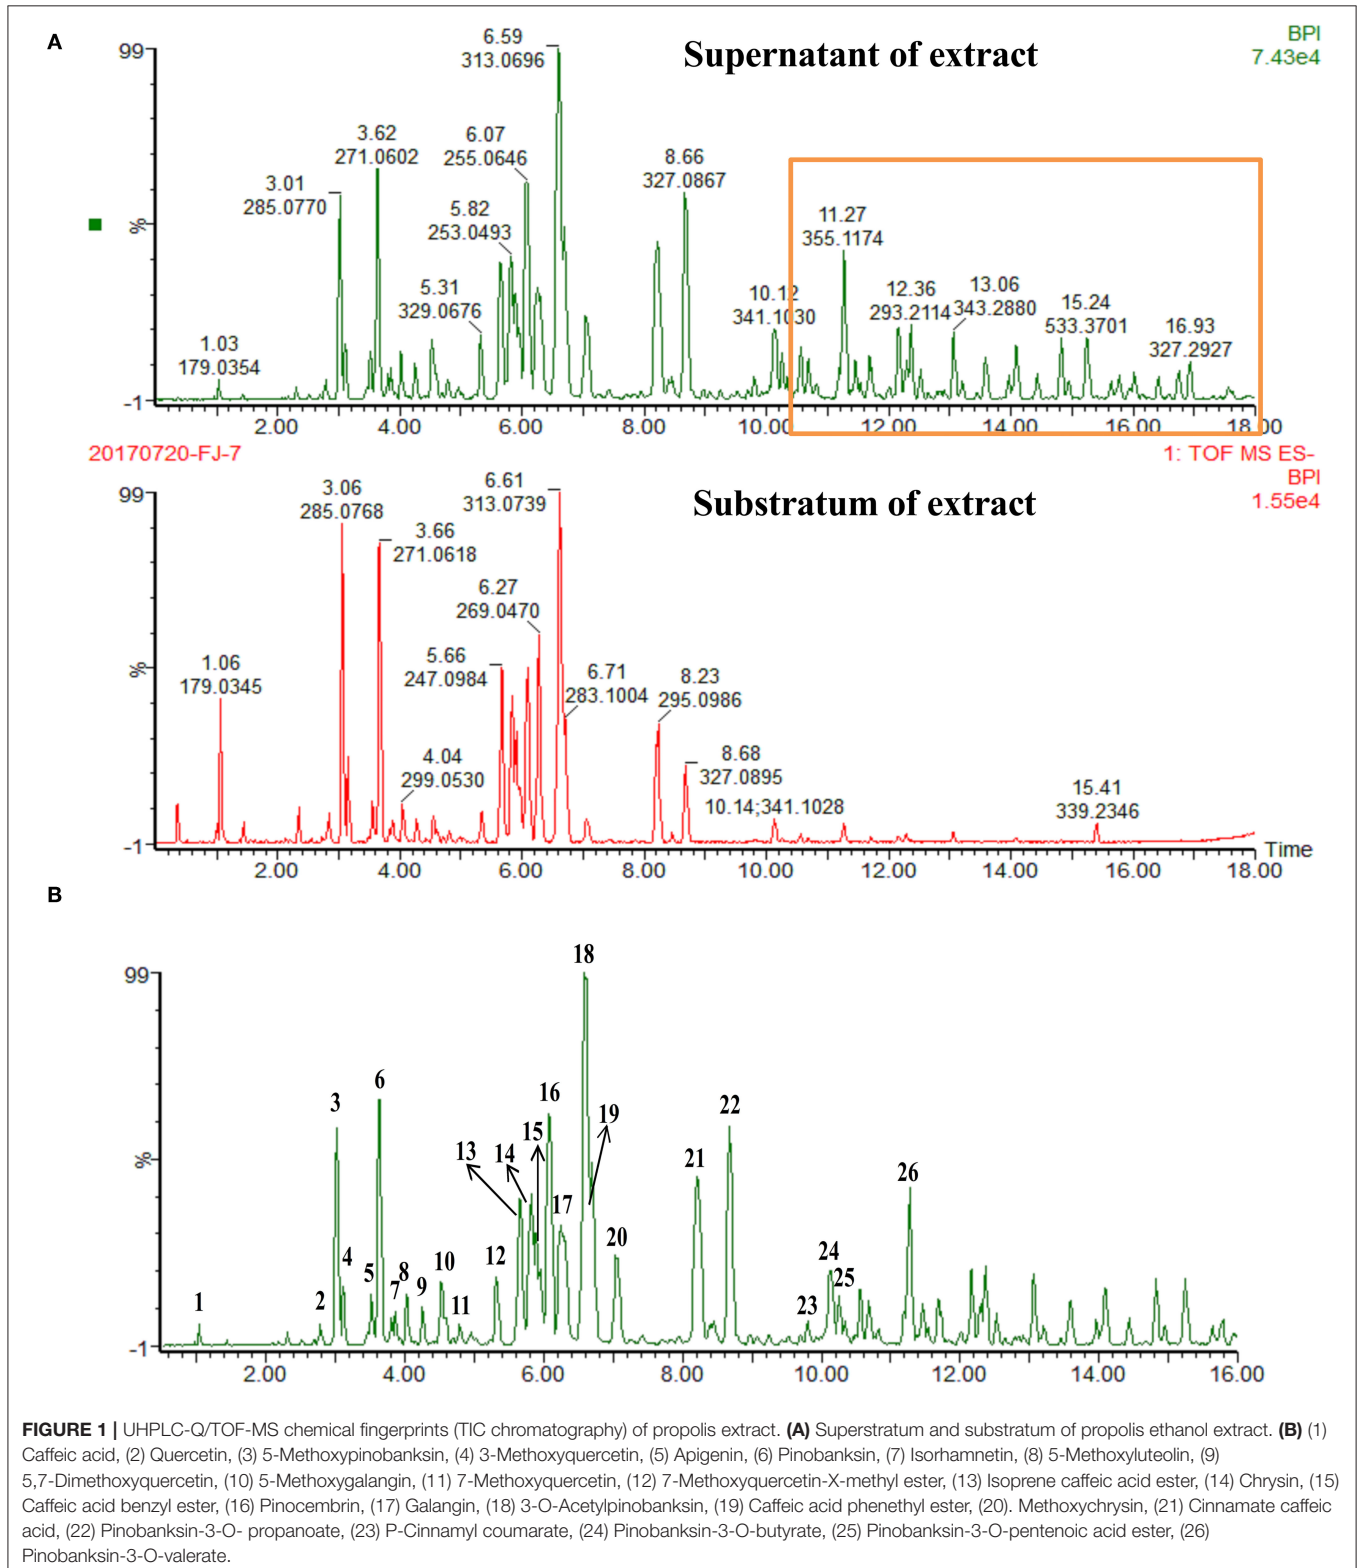 A
99
%
-1
Supernatant of extract
BPI
7.43e4
1.03
179.0354
3.01
285.0770
3.62
271.0602
5.31
329.0676
5.82
253.0493
6.07
255.0646
6.59
313.0696
8.66
327.0867
10.12
341.1030
11.27
355.1174
12.36
293.2114
13.06
343.2880
15.24
533.3701
16.93
327.2927
2.00 4.00 6.00 8.00 10.00 12.00 14.00 16.00 18.00
20170720-FJ-7
1: TOF MS ES-
BPI
1.55e4
99
%
-1
Substratum of extract
1.06
179.0345
3.06
285.0768
3.66
271.0618
4.04
299.0530
5.66
247.0984
6.27
269.0470
6.61
313.0739
6.71
283.1004
8.23
295.0986
8.68
327.0895
10.14;341.1028
15.41
339.2346
Time
2.00 4.00 6.00 8.00 10.00 12.00 14.00 16.00 18.00
B
99
%
-1
1 2 3 4 5 6 7 8 9 10 11 12 13 14 15 16 17 18 19 20 21 22 23 24 25 26
2.00 4.00 6.00 8.00 10.00 12.00 14.00 16.00
FIGURE 1 | UHPLC-Q/TOF-MS chemical fingerprints (TIC chromatography) of propolis extract. (A) Superstratum and substratum of propolis ethanol extract. (B) (1)
Caffeic acid, (2) Quercetin, (3) 5-Methoxypinobanksin, (4) 3-Methoxyquercetin, (5) Apigenin, (6) Pinobanksin, (7) Isorhamnetin, (8) 5-Methoxyluteolin, (9)
5,7-Dimethoxyquercetin, (10) 5-Methoxygalangin, (11) 7-Methoxyquercetin, (12) 7-Methoxyquercetin-X-methyl ester, (13) Isoprene caffeic acid ester, (14) Chrysin, (15)
Caffeic acid benzyl ester, (16) Pinocembrin, (17) Galangin, (18) 3-O-Acetylpinobanksin, (19) Caffeic acid phenethyl ester, (20). Methoxychrysin, (21) Cinnamate caffeic
acid, (22) Pinobanksin-3-O- propanoate, (23) P-Cinnamyl coumarate, (24) Pinobanksin-3-O-butyrate, (25) Pinobanksin-3-O-pentenoic acid ester, (26)
Pinobanksin-3-O-valerate.